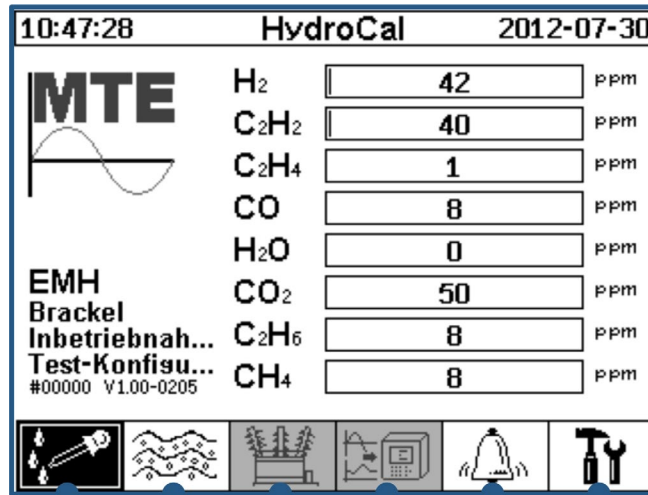 10:47:28 HydroCal 2012-07-30
MTE
H₂ 42 ppm
C₂H₂ 40 ppm
C₂H₄ 1 ppm
CO 8 ppm
H₂O 0 ppm
CO₂ 50 ppm
C₂H₆ 8 ppm
CH₄ 8 ppm
EMH
Brackel
Inbetriebnah...
Test-Konfigu...
#00000 V1.00-0205